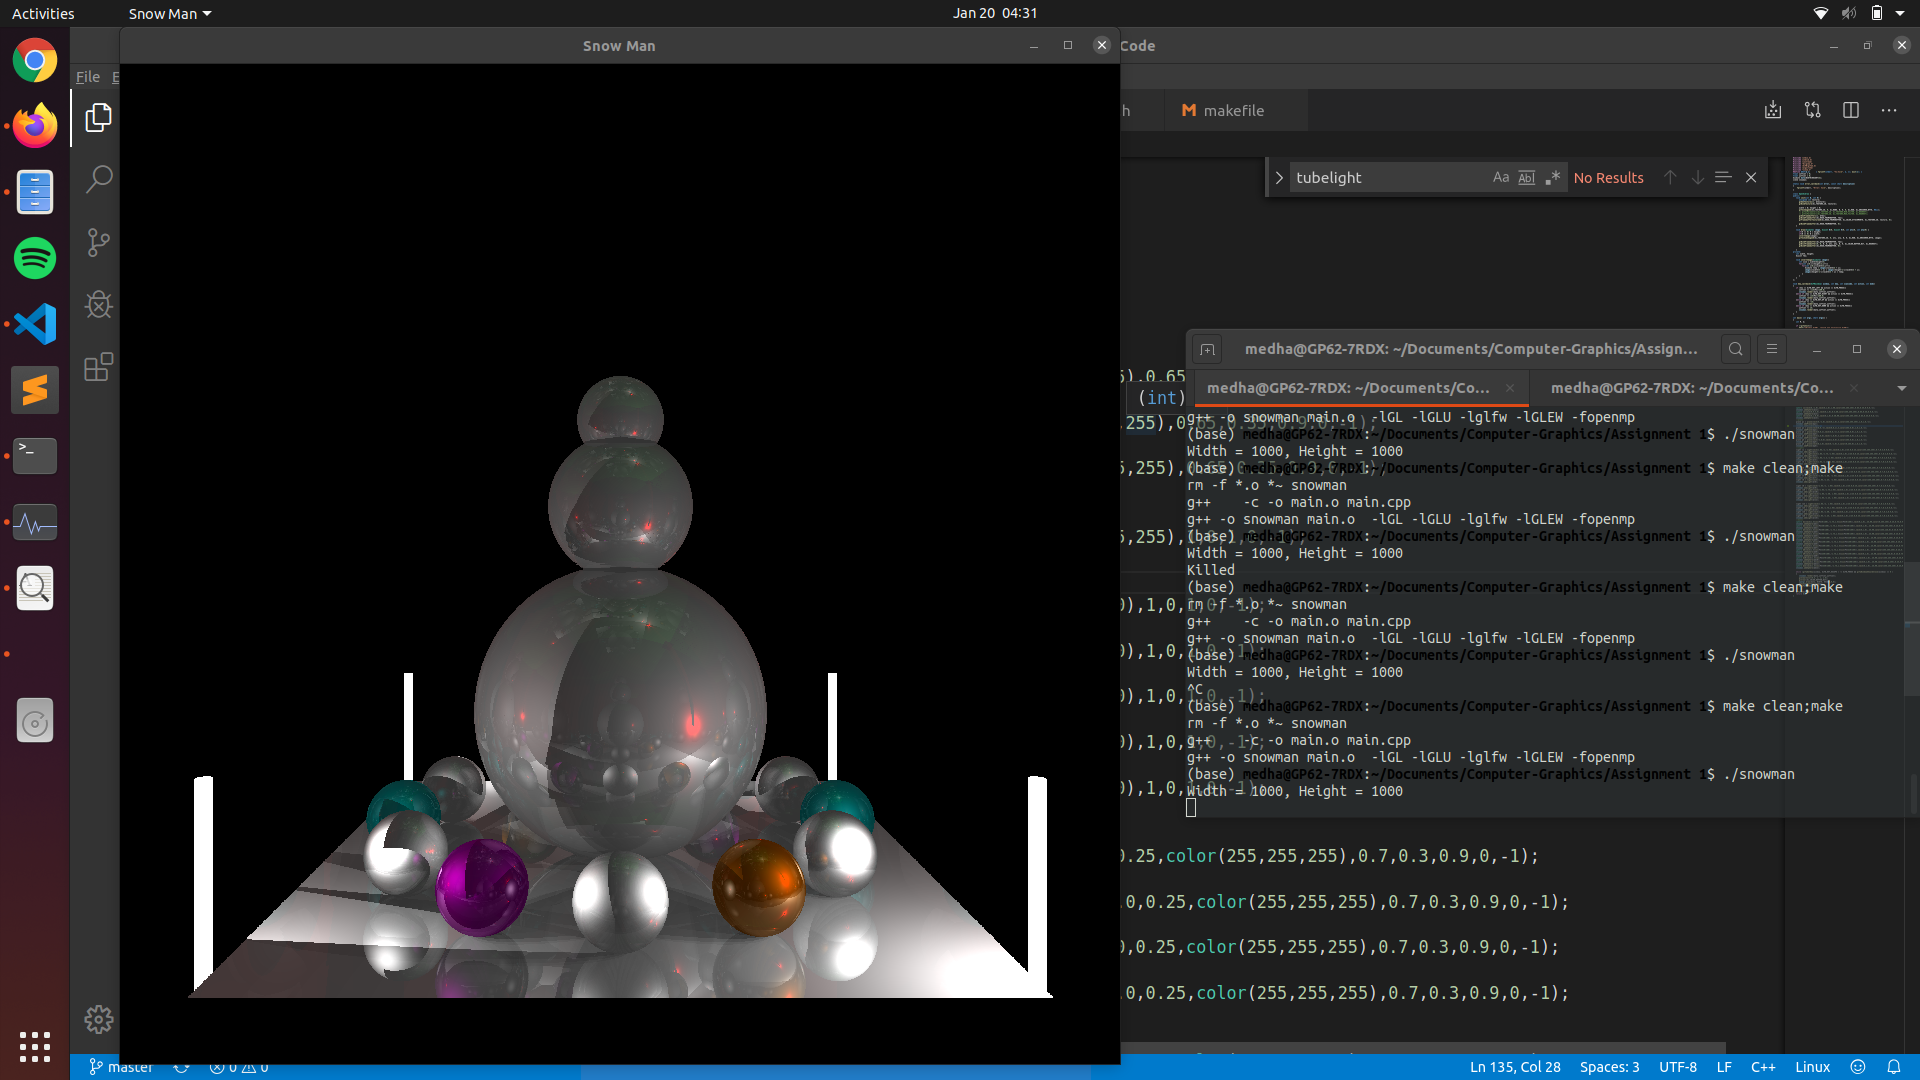 Activities
Snow Man
Jan 20 04:31
Snow Man
Code
File
h
makefile
tubelight
Aa
Abl
.*
No Results
medha@GP62-7RDX: ~/Documents/Computer-Graphics/Assign...
medha@GP62-7RDX: ~/Documents/Co...
medha@GP62-7RDX: ~/Documents/Co...
(int)
g++ -o snowman main.o  -lGL -lGLU -lglfw -lGLEW -fopenmp
(base) medha@GP62-7RDX:~/Documents/Computer-Graphics/Assignment 1$ ./snowman
Width = 1000, Height = 1000
(base) medha@GP62-7RDX:~/Documents/Computer-Graphics/Assignment 1$ make clean;make
rm -f *.o *~ snowman
g++    -c -o main.o main.cpp
g++ -o snowman main.o  -lGL -lGLU -lglfw -lGLEW -fopenmp
(base) medha@GP62-7RDX:~/Documents/Computer-Graphics/Assignment 1$ ./snowman
Width = 1000, Height = 1000
Killed
(base) medha@GP62-7RDX:~/Documents/Computer-Graphics/Assignment 1$ make clean;make
rm -f *.o *~ snowman
g++    -c -o main.o main.cpp
g++ -o snowman main.o  -lGL -lGLU -lglfw -lGLEW -fopenmp
(base) medha@GP62-7RDX:~/Documents/Computer-Graphics/Assignment 1$ ./snowman
Width = 1000, Height = 1000
^C
(base) medha@GP62-7RDX:~/Documents/Computer-Graphics/Assignment 1$ make clean;make
rm -f *.o *~ snowman
g++    -c -o main.o main.cpp
g++ -o snowman main.o  -lGL -lGLU -lglfw -lGLEW -fopenmp
(base) medha@GP62-7RDX:~/Documents/Computer-Graphics/Assignment 1$ ./snowman
Width = 1000, Height = 1000
0.25,color(255,255,255),0.7,0.3,0.9,0,-1);
0,0.25,color(255,255,255),0.7,0.3,0.9,0,-1);
0,0.25,color(255,255,255),0.7,0.3,0.9,0,-1);
0,0.25,color(255,255,255),0.7,0.3,0.9,0,-1);
master
0
0
Ln 135, Col 28
Spaces: 3
UTF-8
LF
C++
Linux